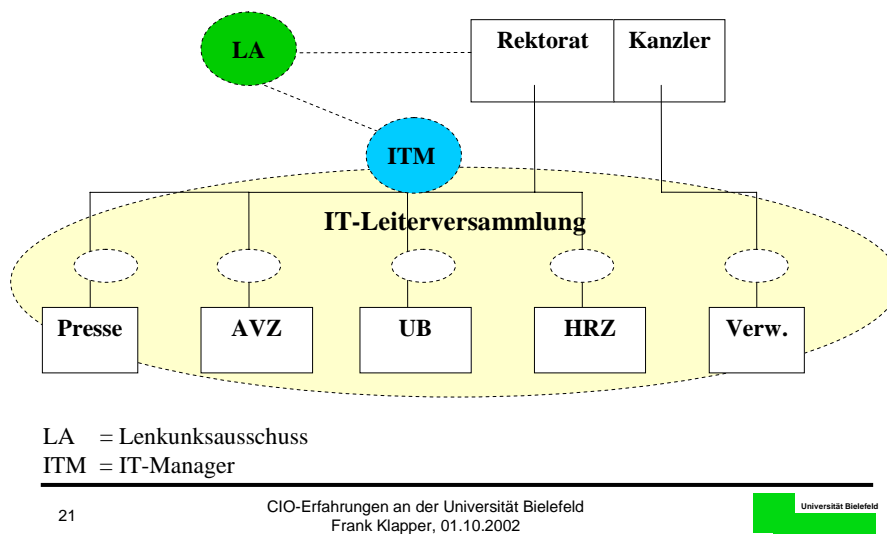 LA
Rektorat Kanzler
ITM
IT-Leiterversammlung
Presse AVZ UB HRZ Verw.
LA = Lenkunksausschuss
ITM = IT-Manager
21
CIO-Erfahrungen an der Universität Bielefeld
Frank Klapper, 01.10.2002
Universität Bielefeld